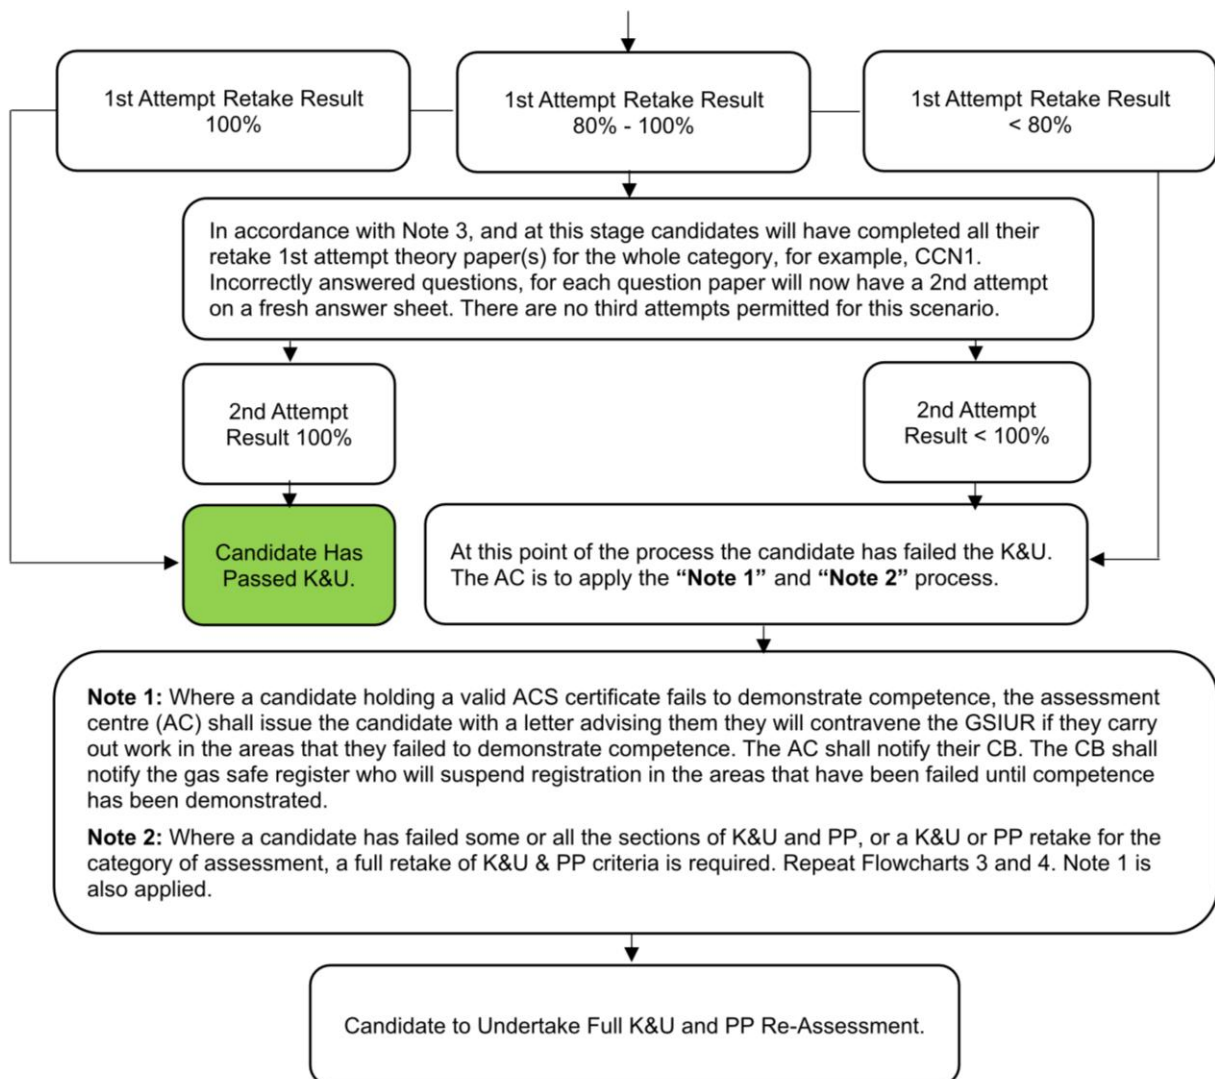 1st Attempt Retake Result
100%
1st Attempt Retake Result
80% - 100%
1st Attempt Retake Result
< 80%
In accordance with Note 3, and at this stage candidates will have completed all their
retake 1st attempt theory paper(s) for the whole category, for example, CCN1.
Incorrectly answered questions, for each question paper will now have a 2nd attempt
on a fresh answer sheet. There are no third attempts permitted for this scenario.
2nd Attempt
Result 100%
2nd Attempt
Result < 100%
Candidate Has
Passed K&U.
At this point of the process the candidate has failed the K&U.
The AC is to apply the “Note 1” and “Note 2” process.
Note 1: Where a candidate holding a valid ACS certificate fails to demonstrate competence, the assessment
centre (AC) shall issue the candidate with a letter advising them they will contravene the GSIUR if they carry
out work in the areas that they failed to demonstrate competence. The AC shall notify their CB. The CB shall
notify the gas safe register who will suspend registration in the areas that have been failed until competence
has been demonstrated.
Note 2: Where a candidate has failed some or all the sections of K&U and PP, or a K&U or PP retake for the
category of assessment, a full retake of K&U & PP criteria is required. Repeat Flowcharts 3 and 4. Note 1 is
also applied.
Candidate to Undertake Full K&U and PP Re-Assessment.